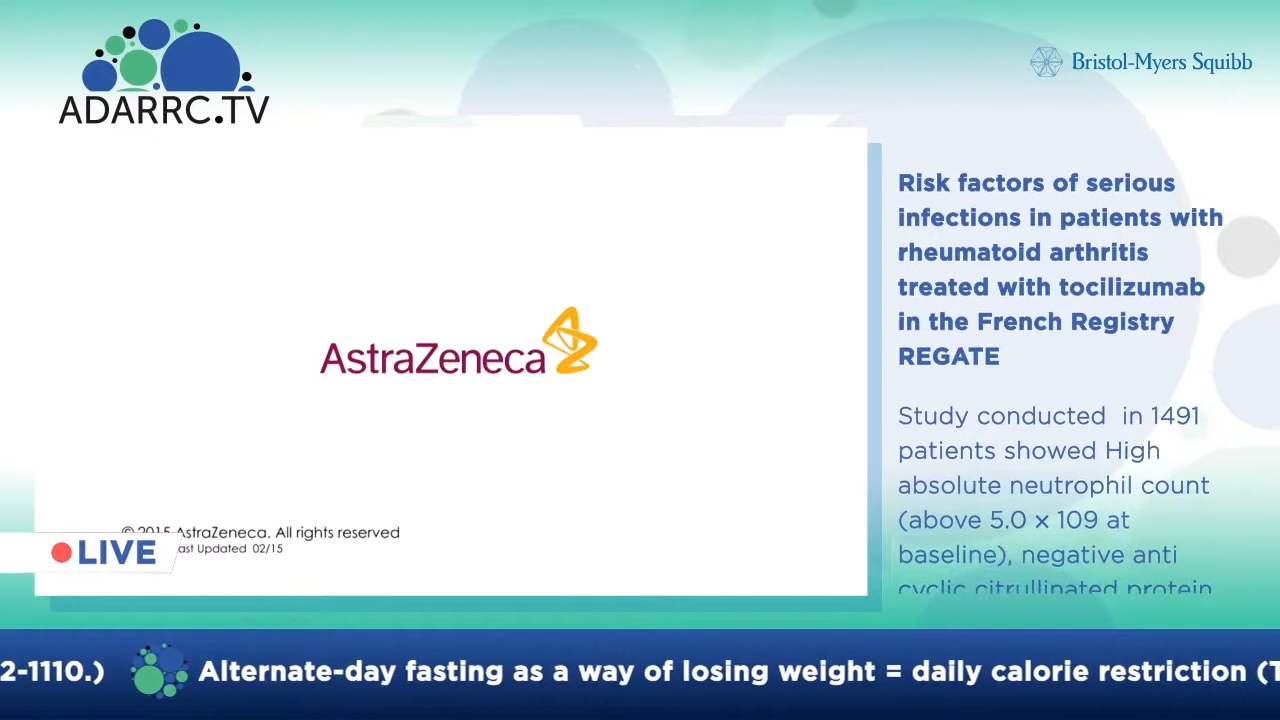 ADARRC.TV
Bristol-Myers Squibb
AstraZeneca
© 2015 AstraZeneca. All rights reserved
ast Updated 02/15
LIVE
Risk factors of serious
infections in patients with
rheumatoid arthritis
treated with tocilizumab
in the French Registry
REGATE
Study conducted in 1491
patients showed High
absolute neutrophil count
(above 5.0 x 109 at
baseline), negative anti
cyclic citrullinated protein
2-1110.)
Alternate-day fasting as a way of losing weight = daily calorie restriction (T